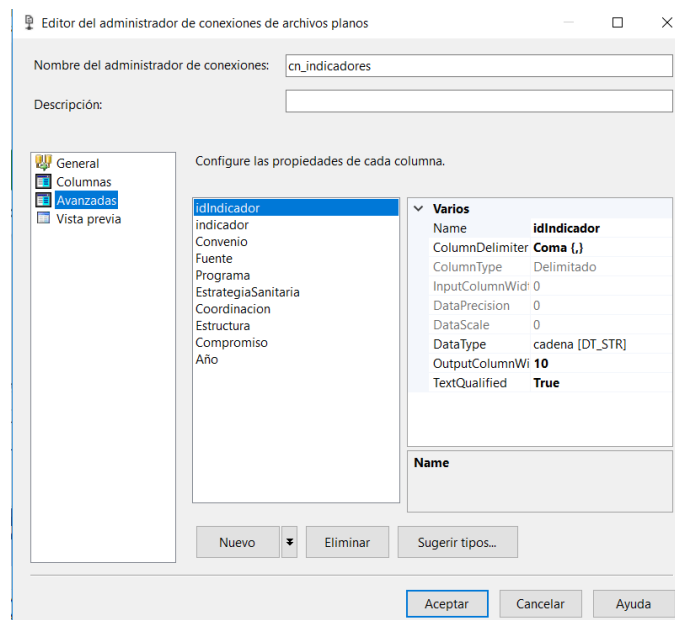 Editor del administrador de conexiones de archivos planos
Nombre del administrador de conexiones: cn_indicadores
Descripción:
General
Columnas
Avanzadas
Vista previa
Configure las propiedades de cada columna.
idIndicador
indicador
Convenio
Fuente
Programa
EstrategiaSanitaria
Coordinacion
Estructura
Compromiso
Año
Varios
Name idIndicador
ColumnDelimiter Coma {,}
ColumnType Delimitado
InputColumnWidt 0
DataPrecision 0
DataScale 0
DataType cadena [DT_STR]
OutputColumnWi 10
TextQualified True
Name
Nuevo Eliminar Sugerir tipos...
Aceptar Cancelar Ayuda